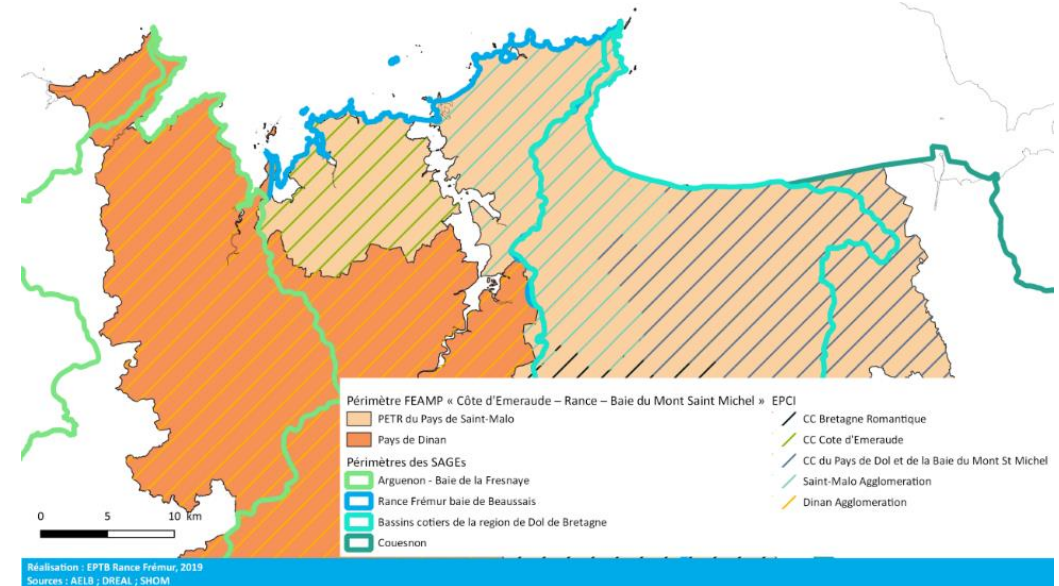 Périmètre FEAMP « Côte d'Emeraude – Rance – Baie du Mont Saint Michel »
PETR du Pays de Saint-Malo
Pays de Dinan
Périmètres des SAGEs
Arguenon - Baie de la Fresnaye
Rance Frémur baie de Beaussais
Bassins cotiers de la region de Dol de Bretagne
Couesnon
EPCI
CC Bretagne Romantique
CC Cote d'Emeraude
CC du Pays de Dol et de la Baie du Mont St Michel
Saint-Malo Agglomeration
Dinan Agglomeration
0 5 10 km
Réalisation : EPTB Rance Frémur, 2019
Sources : AELB ; DREAL ; SHOM